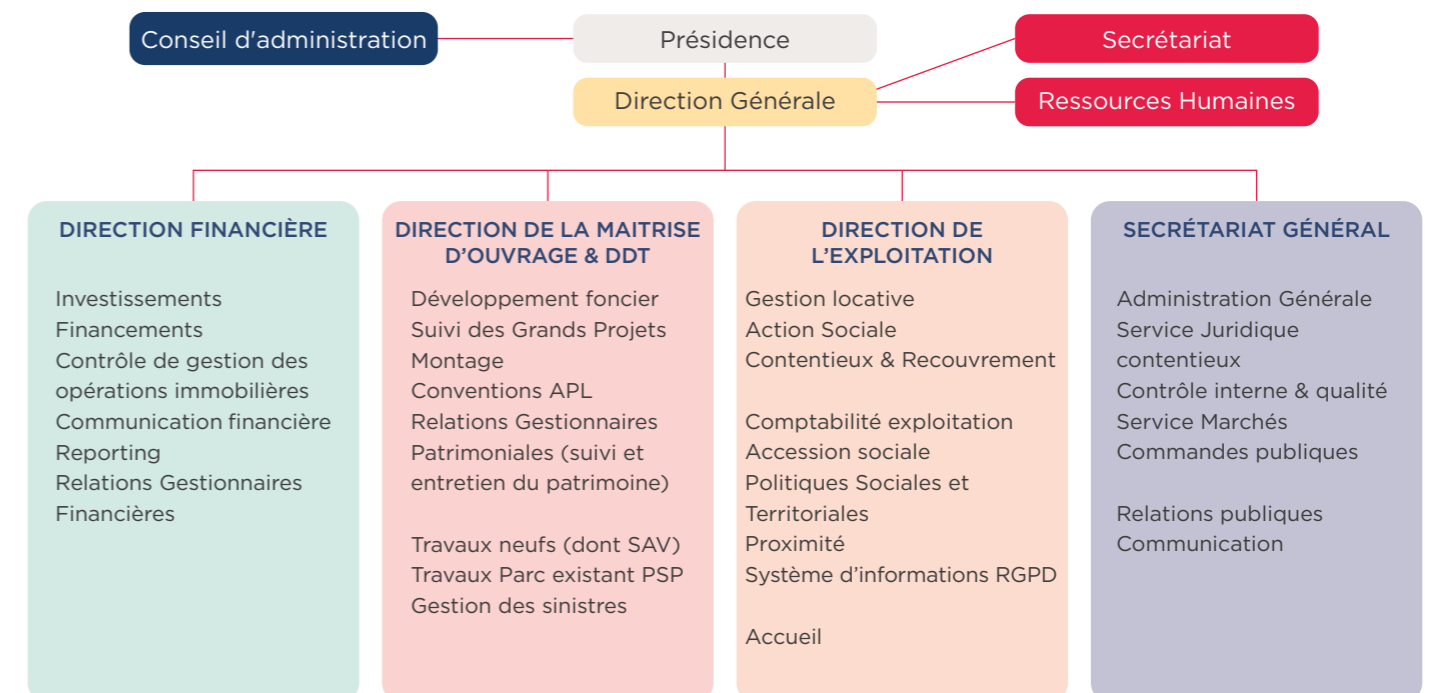 Conseil d'administration
Présidence
Secrétariat
Direction Générale
Ressources Humaines
DIRECTION FINANCIÈRE
Investissements
Financements
Contrôle de gestion des
opérations immobilières
Communication financière
Reporting
Relations Gestionnaires
Financières
DIRECTION DE LA MAITRISE
D’OUVRAGE & DDT
Développement foncier
Suivi des Grands Projets
Montage
Conventions APL
Relations Gestionnaires
Patrimoniales (suivi et
entretien du patrimoine)
Travaux neufs (dont SAV)
Travaux Parc existant PSP
Gestion des sinistres
DIRECTION DE
L’EXPLOITATION
Gestion locative
Action Sociale
Contentieux & Recouvrement
Comptabilité exploitation
Accession sociale
Politiques Sociales et
Territoriales
Proximité
Système d’informations RGPD
Accueil
SECRÉTARIAT GÉNÉRAL
Administration Générale
Service Juridique
contentieux
Contrôle interne & qualité
Service Marchés
Commandes publiques
Relations publiques
Communication